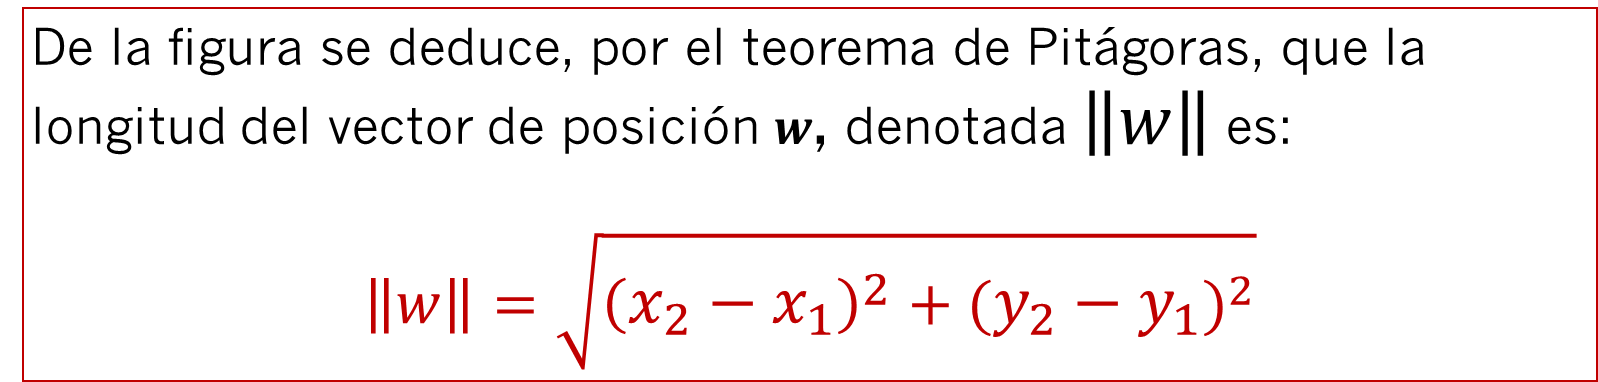 De la figura se deduce, por el teorema de Pitágoras, que la
longitud del vector de posición w, denotada ‖w‖ es:
‖w‖ = √(x₂ − x₁)² + (y₂ − y₁)²